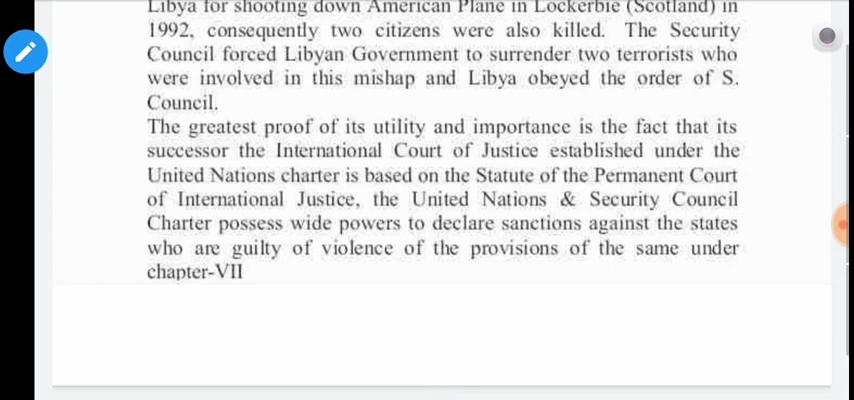 Libya for shooting down American Plane in Lockerbie (Scotland) in
1992, consequently two citizens were also killed. The Security
Council forced Libyan Government to surrender two terrorists who
were involved in this mishap and Libya obeyed the order of S.
Council.
The greatest proof of its utility and importance is the fact that its
successor the International Court of Justice established under the
United Nations charter is based on the Statute of the Permanent Court
of International Justice, the United Nations & Security Council
Charter possess wide powers to declare sanctions against the states
who are guilty of violence of the provisions of the same under
chapter-VII